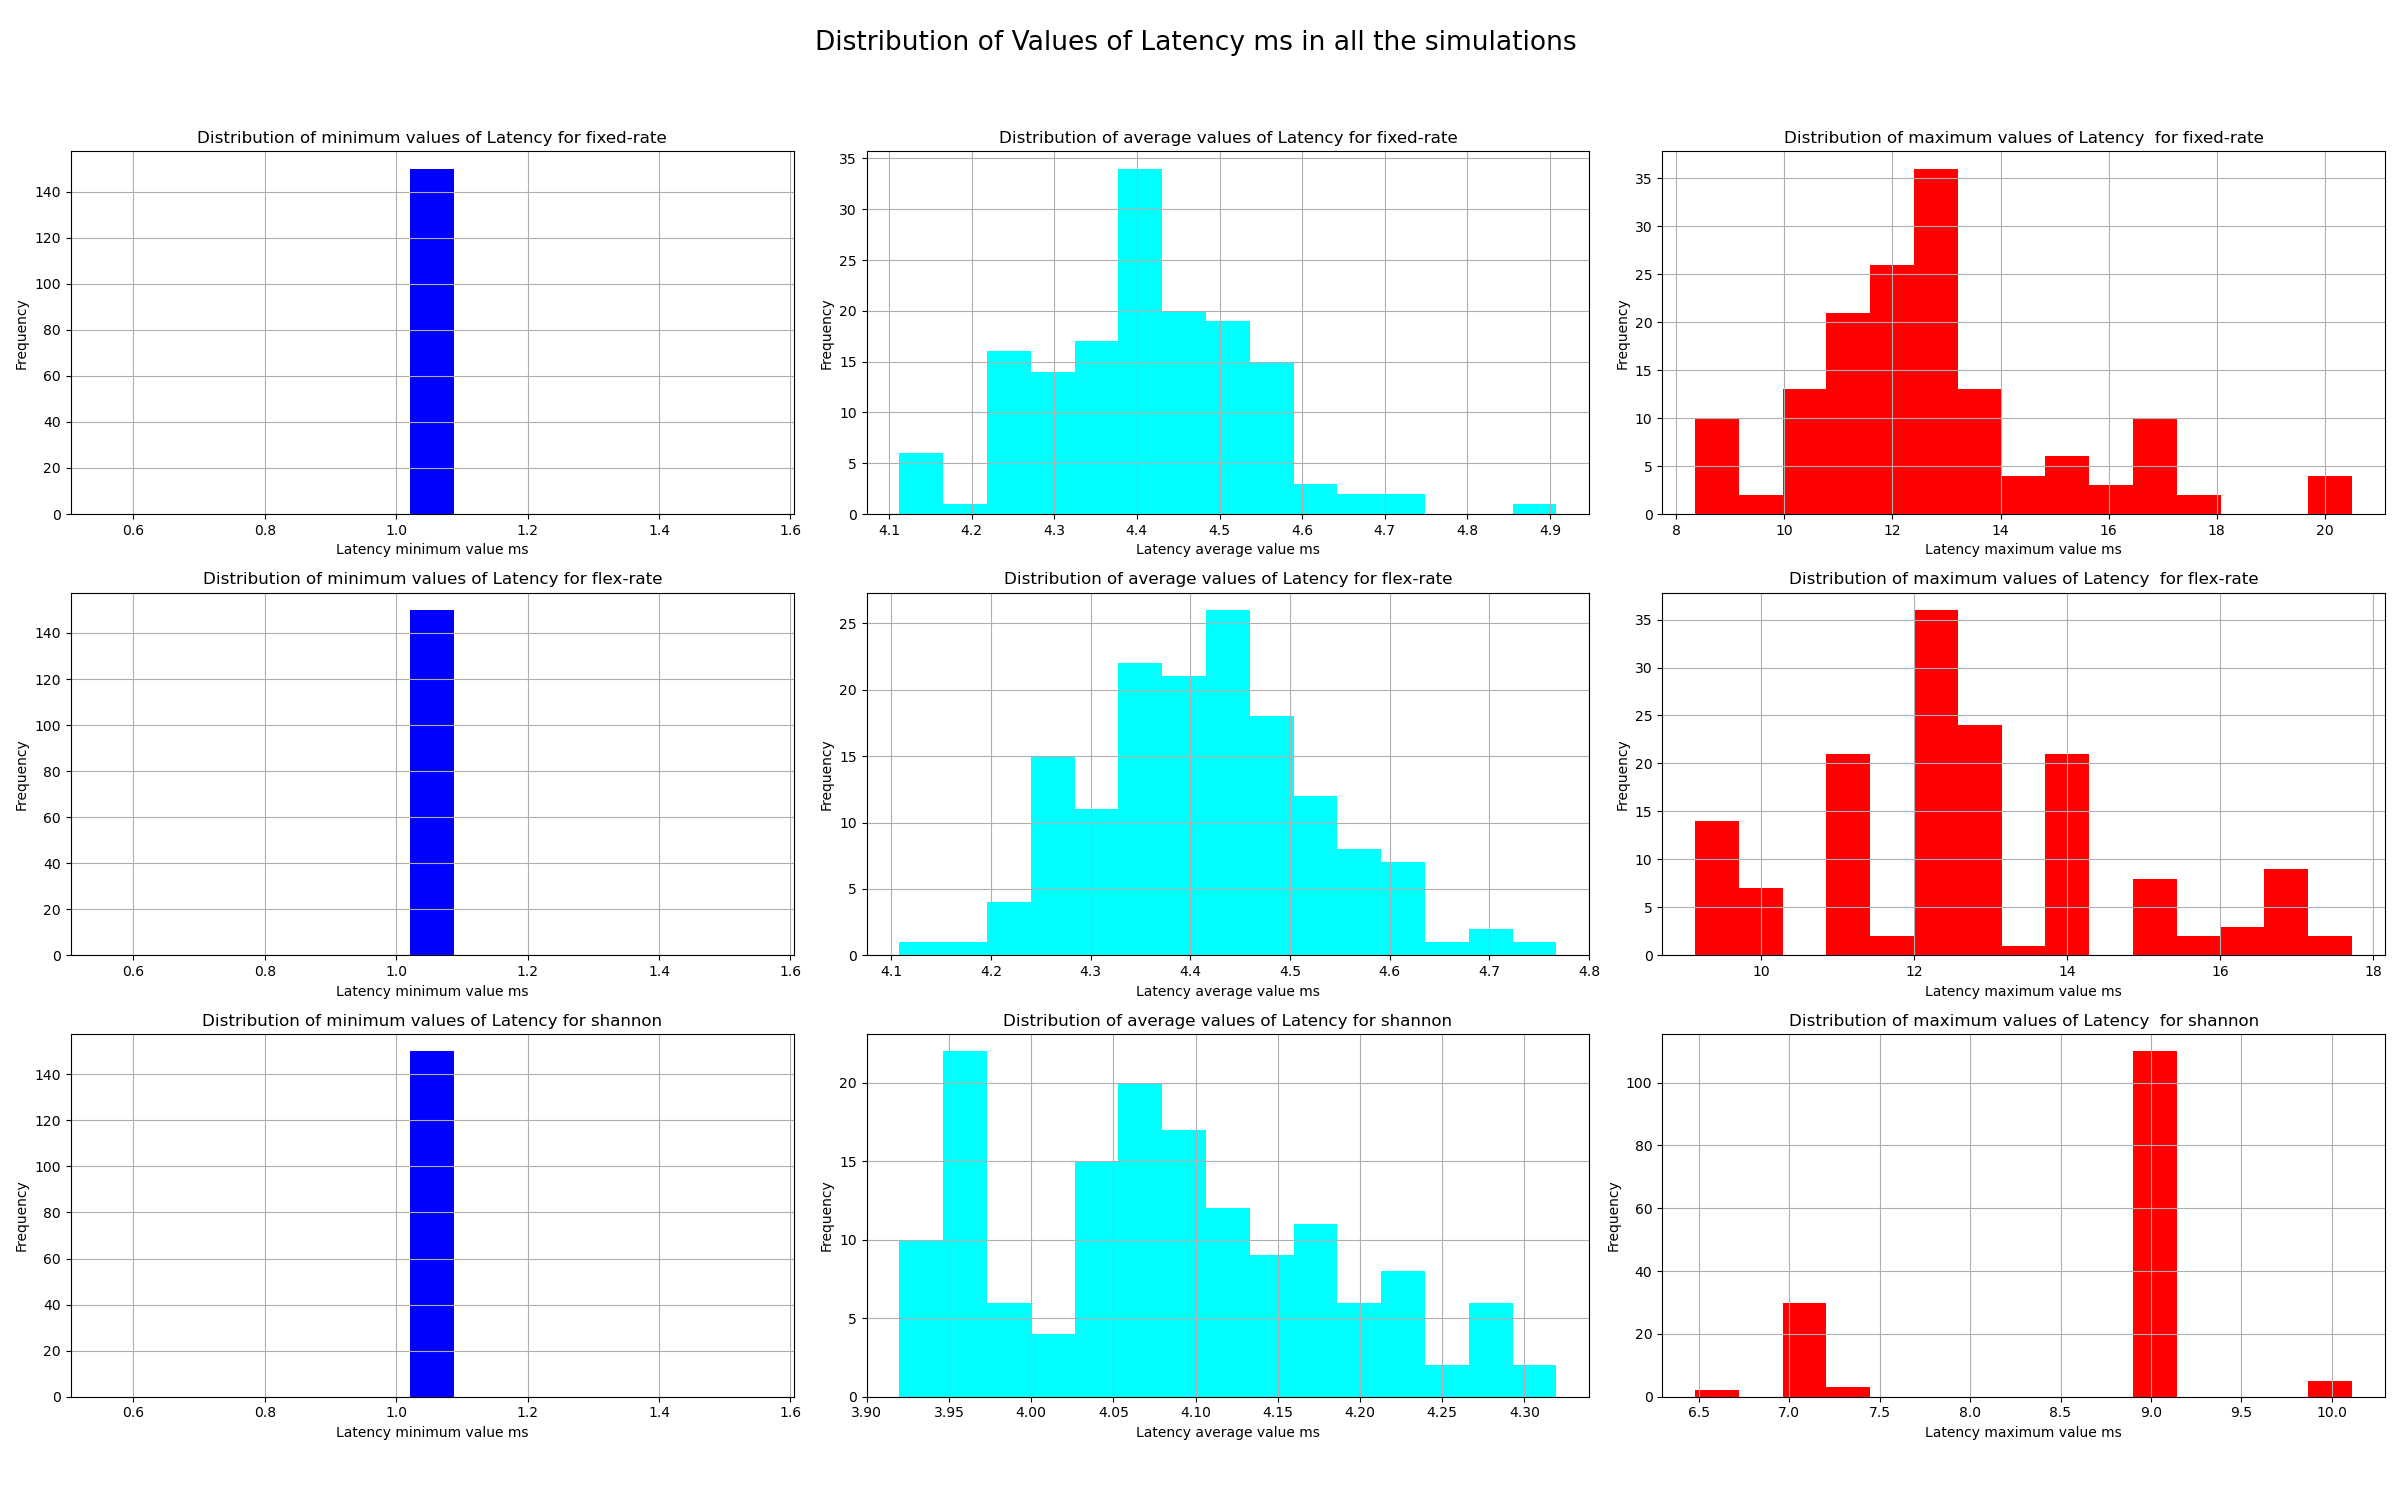 Distribution of Values of Latency ms in all the simulations
Distribution of minimum values of Latency for fixed-rate
Frequency
140
120
100
80
60
40
20
0
0.6 0.8 1.0 1.2 1.4 1.6
Latency minimum value ms
Distribution of average values of Latency for fixed-rate
Frequency
35
30
25
20
15
10
5
0
4.1 4.2 4.3 4.4 4.5 4.6 4.7 4.8 4.9
Latency average value ms
Distribution of maximum values of Latency  for fixed-rate
Frequency
35
30
25
20
15
10
5
0
8 10 12 14 16 18 20
Latency maximum value ms
Distribution of minimum values of Latency for flex-rate
Frequency
140
120
100
80
60
40
20
0
0.6 0.8 1.0 1.2 1.4 1.6
Latency minimum value ms
Distribution of average values of Latency for flex-rate
Frequency
25
20
15
10
5
0
4.1 4.2 4.3 4.4 4.5 4.6 4.7 4.8
Latency average value ms
Distribution of maximum values of Latency  for flex-rate
Frequency
35
30
25
20
15
10
5
0
10 12 14 16 18
Latency maximum value ms
Distribution of minimum values of Latency for shannon
Frequency
140
120
100
80
60
40
20
0
0.6 0.8 1.0 1.2 1.4 1.6
Latency minimum value ms
Distribution of average values of Latency for shannon
Frequency
20
15
10
5
0
3.90 3.95 4.00 4.05 4.10 4.15 4.20 4.25 4.30
Latency average value ms
Distribution of maximum values of Latency  for shannon
Frequency
100
80
60
40
20
0
6.5 7.0 7.5 8.0 8.5 9.0 9.5 10.0
Latency maximum value ms